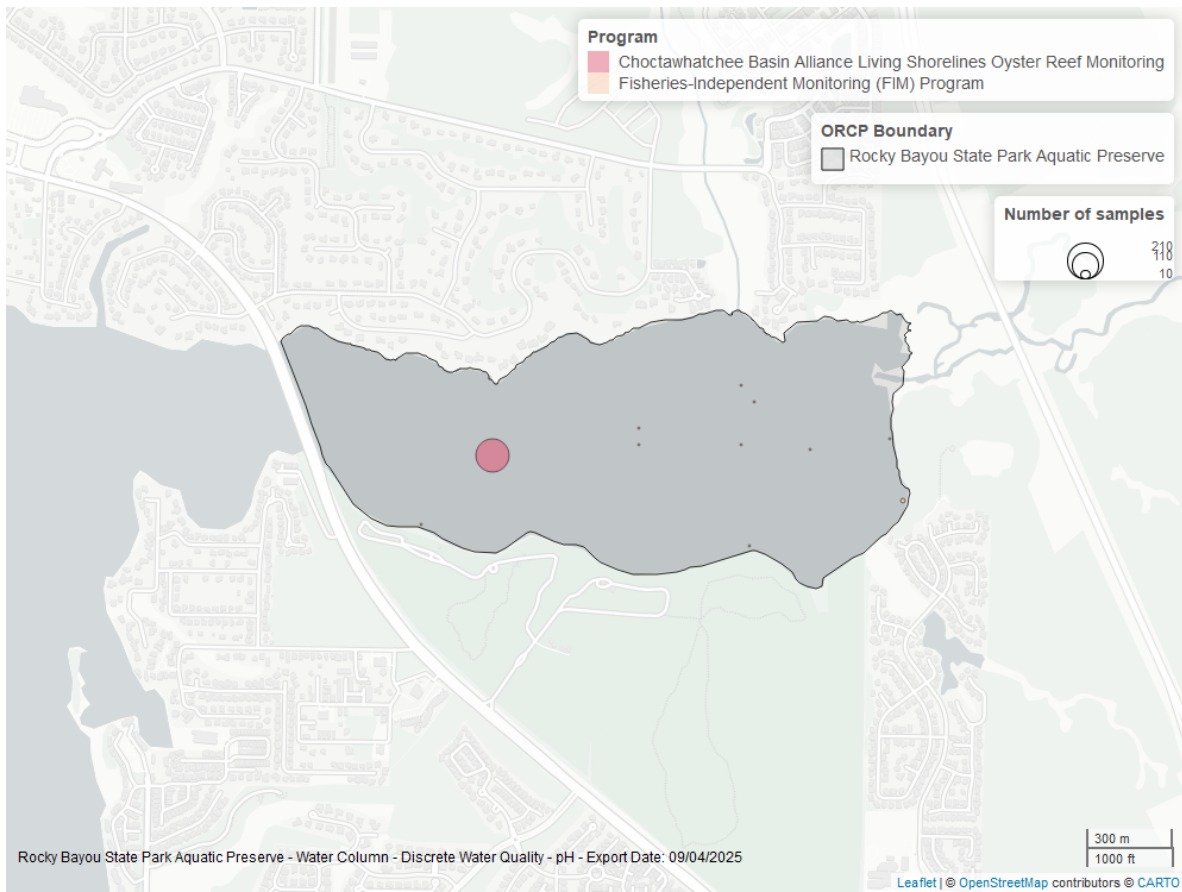 Program
Choctawhatchee Basin Alliance Living Shorelines Oyster Reef Monitoring
Fisheries-Independent Monitoring (FIM) Program
ORCP Boundary
Rocky Bayou State Park Aquatic Preserve
Number of samples
210
110
10
300 m
1000 ft
Rocky Bayou State Park Aquatic Preserve - Water Column - Discrete Water Quality - pH - Export Date: 09/04/2025
Leaflet | © OpenStreetMap contributors © CARTO